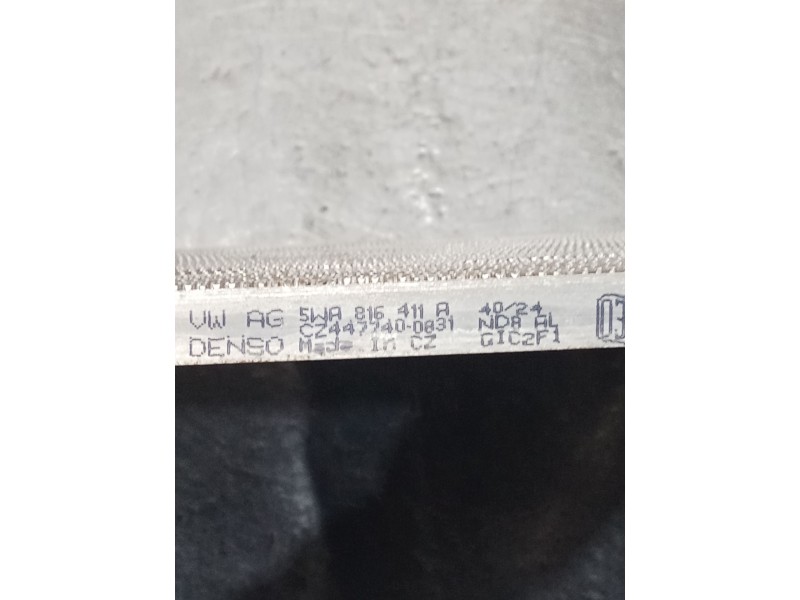 VW AG 5WA 816 411 A 40/24
CZ447740-0831 ND8 AL
DENSO Made In CZ GIC2F1